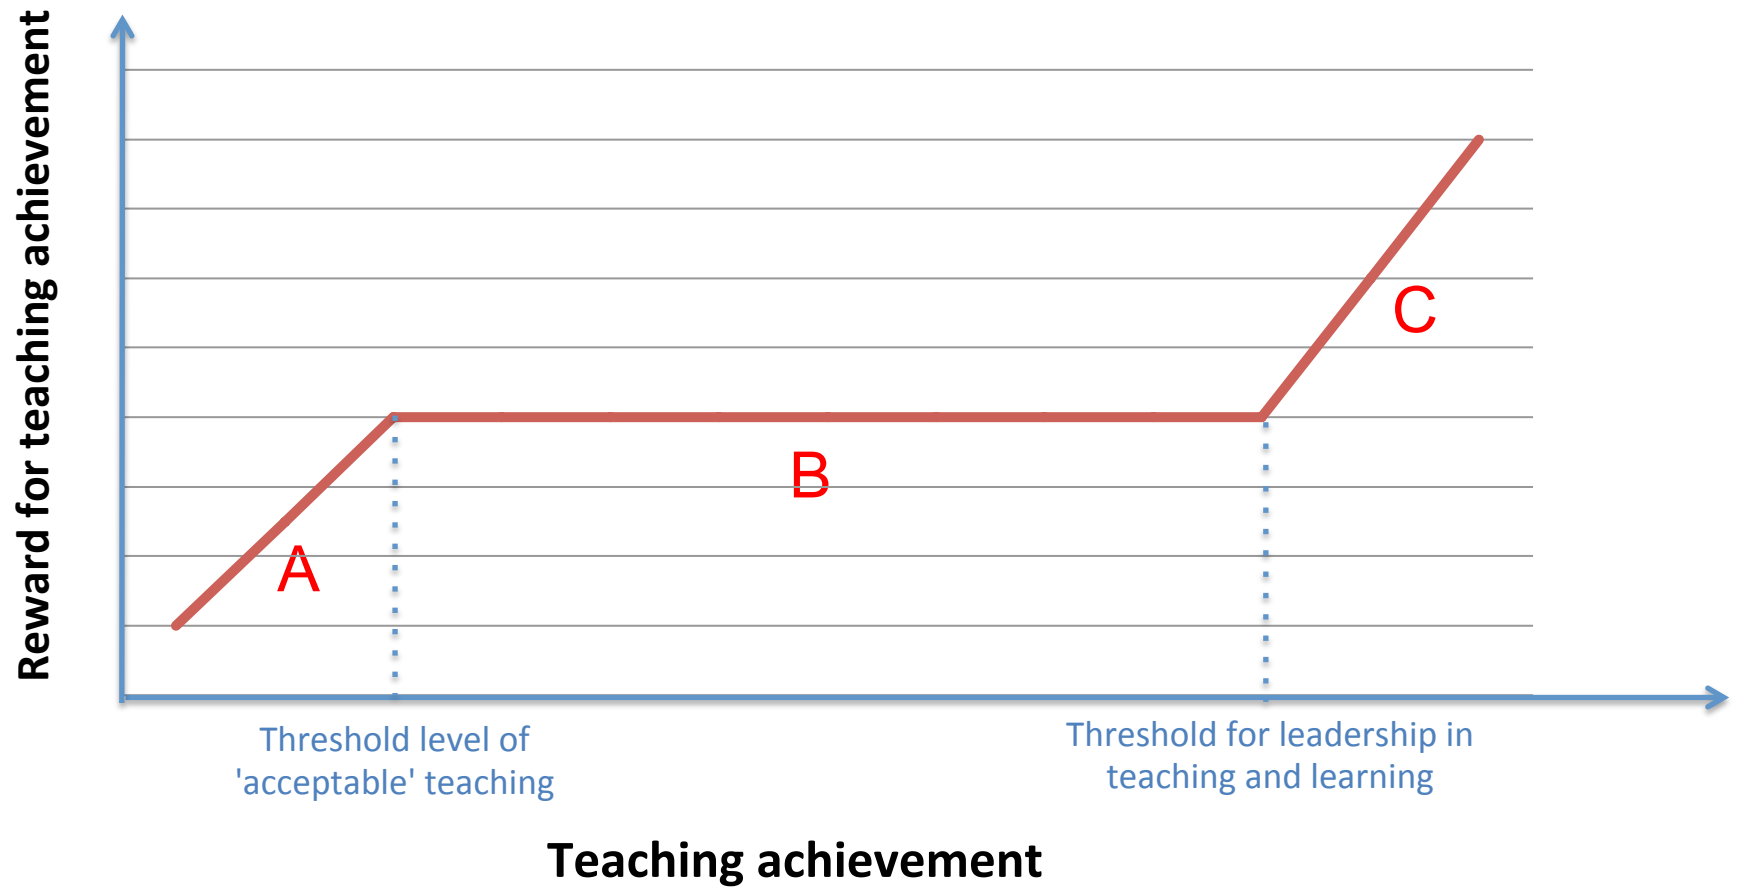 Reward for teaching achievement
C
B
A
Threshold level of
'acceptable' teaching
Threshold for leadership in
teaching and learning
Teaching achievement